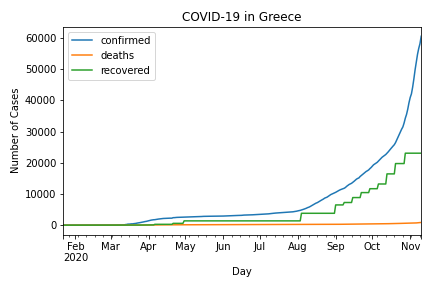 COVID-19 in Greece
confirmed
deaths
recovered
60000
50000
40000
30000
20000
10000
0
Number of Cases
Feb Mar Apr May Jun Jul Aug Sep Oct Nov
2020
Day